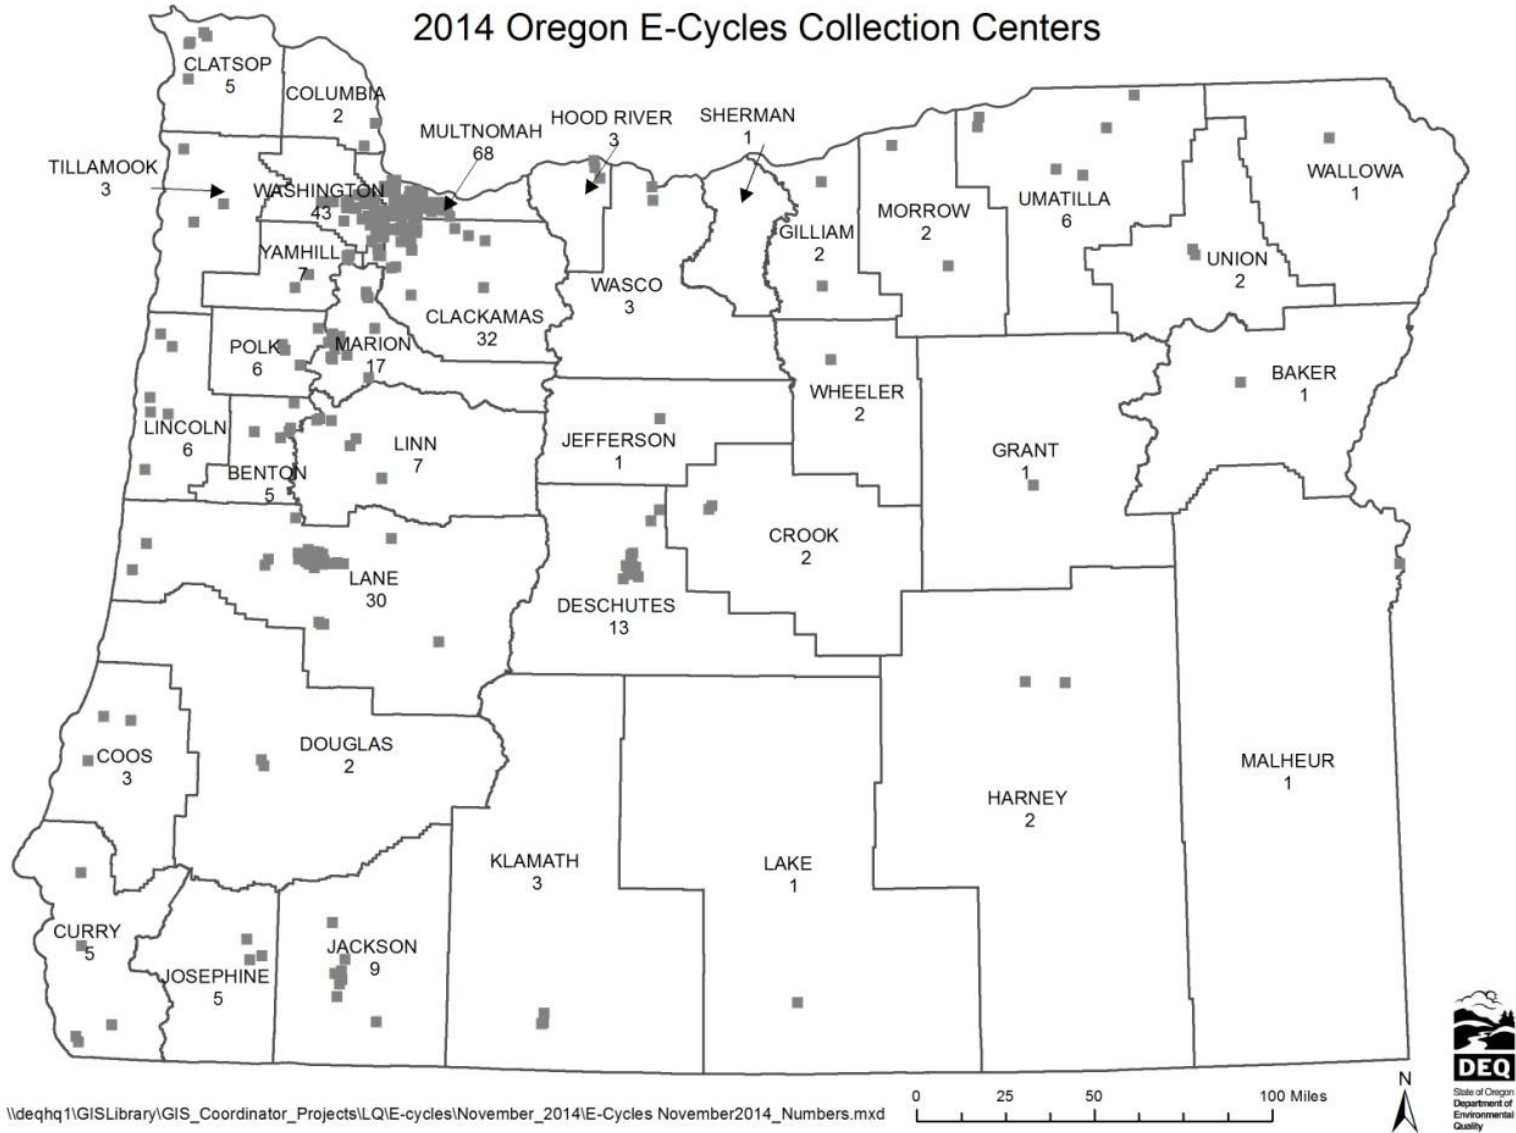 2014 Oregon E-Cycles Collection Centers
CLATSOP
5
COLUMBIA
2
MULTNOMAH
68
HOOD RIVER
3
SHERMAN
1
TILLAMOOK
3
WASHINGTON
43
YAMHILL
7
CLACKAMAS
32
WASCO
3
GILLIAM
2
MORROW
2
UMATILLA
6
UNION
2
WALLOWA
1
POLK
6
MARION
17
WHEELER
2
BAKER
1
LINCOLN
6
BENTON
5
LINN
7
JEFFERSON
1
GRANT
1
CROOK
2
LANE
30
DESCHUTES
13
COOS
3
DOUGLAS
2
HARNEY
2
MALHEUR
1
KLAMATH
3
LAKE
1
CURRY
5
JOSEPHINE
5
JACKSON
9
\\deqhq1\GISLibrary\GIS_Coordinator_Projects\LQ\E-cycles\November_2014\E-Cycles November2014_Numbers.mxd
0 25 50 100 Miles
N
DEQ
State of Oregon
Department of
Environmental
Quality